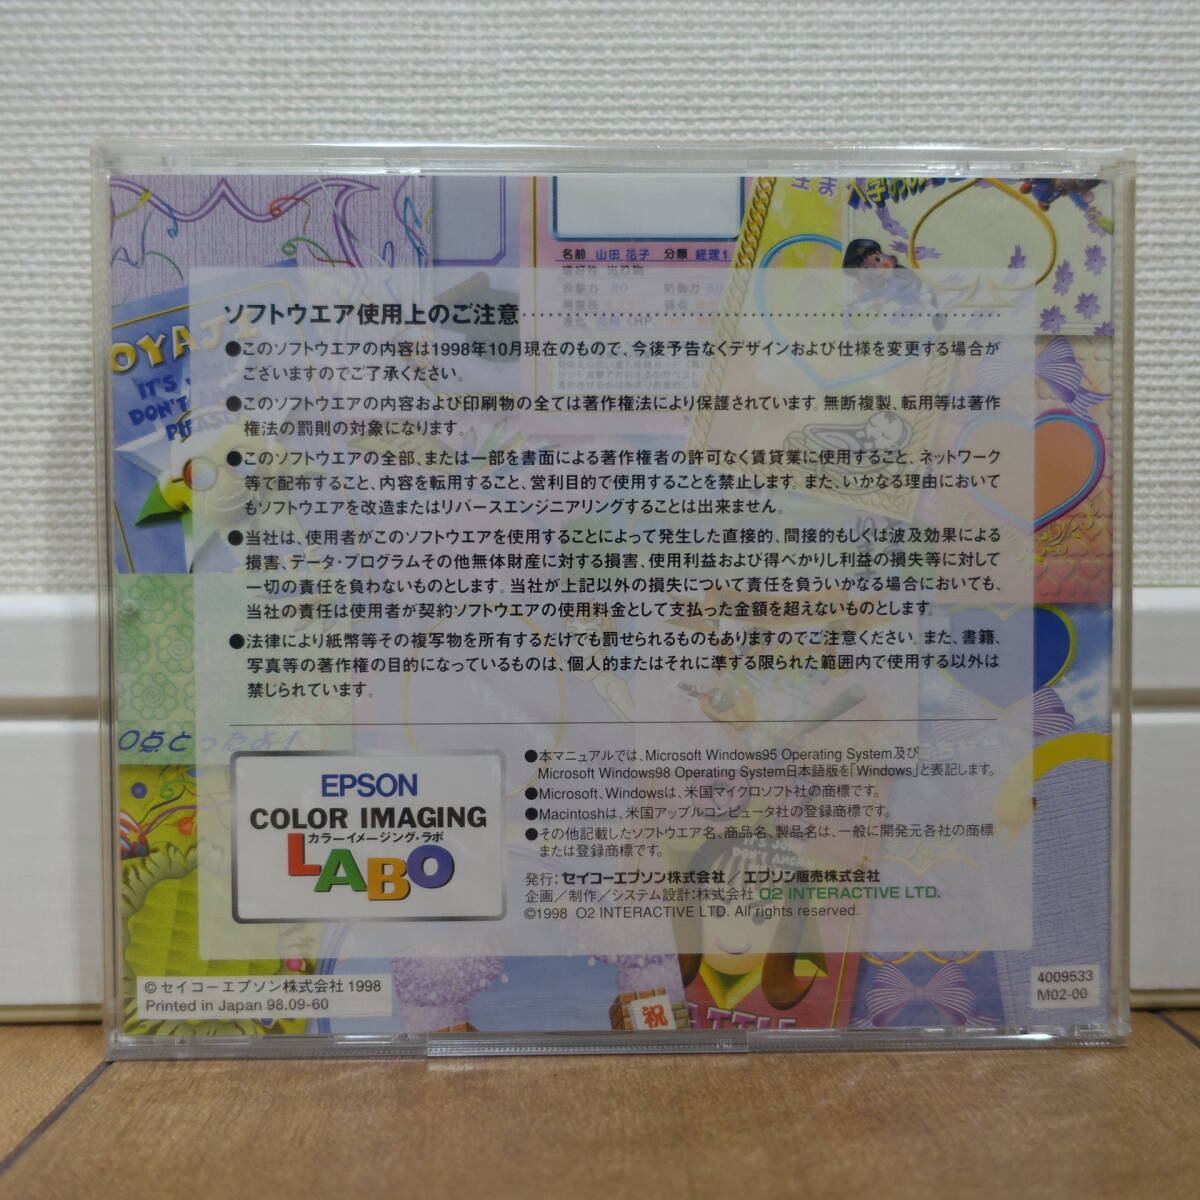 名前 山田 花子 分類 経理1
攻撃力 80 防御力 50
OYAJI
IT'S
DON'T
ソフトウエア使用上のご注意
●このソフトウエアの内容は1998年10月現在のもので、今後予告なくデザインおよび仕様を変更する場合が
ございますのでご了承ください。
●このソフトウエアの内容および印刷物の全ては著作権法により保護されています。無断複製、転用等は著作
権法の罰則の対象になります。
●このソフトウエアの全部、または一部を書面による著作権者の許可なく賃貸業に使用すること、ネットワーク
等で配布すること、内容を転用すること、営利目的で使用することを禁止します。また、いかなる理由において
もソフトウエアを改造またはリバースエンジニアリングすることは出来ません。
●当社は、使用者がこのソフトウエアを使用することによって発生した直接的、間接的もしくは波及効果による
損害、データ・プログラムその他無体財産に対する損害、使用利益および得べかりし利益の損失等に対して
一切の責任を負わないものとします。当社が上記以外の損失について責任を負ういかなる場合においても、
当社の責任は使用者が契約ソフトウエアの使用料金として支払った金額を超えないものとします。
●法律により紙幣等その複写物を所有するだけでも罰せられるものもありますのでご注意ください。また、書籍、
写真等の著作権の目的になっているものは、個人的またはそれに準ずる限られた範囲内で使用する以外は
禁じられています。
0点とったよ!
EPSON
COLOR IMAGING
カラーイメージング・ラボ
LABO
●本マニュアルでは、Microsoft Windows95 Operating System及び
Microsoft Windows98 Operating System日本語版を「Windows」と表記します。
●Microsoft、Windowsは、米国マイクロソフト社の商標です。
●Macintoshは、米国アップルコンピュータ社の登録商標です。
●その他記載したソフトウエア名、商品名、製品名は、一般に開発元各社の商標
または登録商標です。
発行:セイコーエプソン株式会社/エプソン販売株式会社
企画/制作/システム設計:株式会社 O2 INTERACTIVE LTD.
©1998 O2 INTERACTIVE LTD. All rights reserved.
©セイコーエプソン株式会社 1998
Printed in Japan 98.09-60
祝
4009533
M02-00